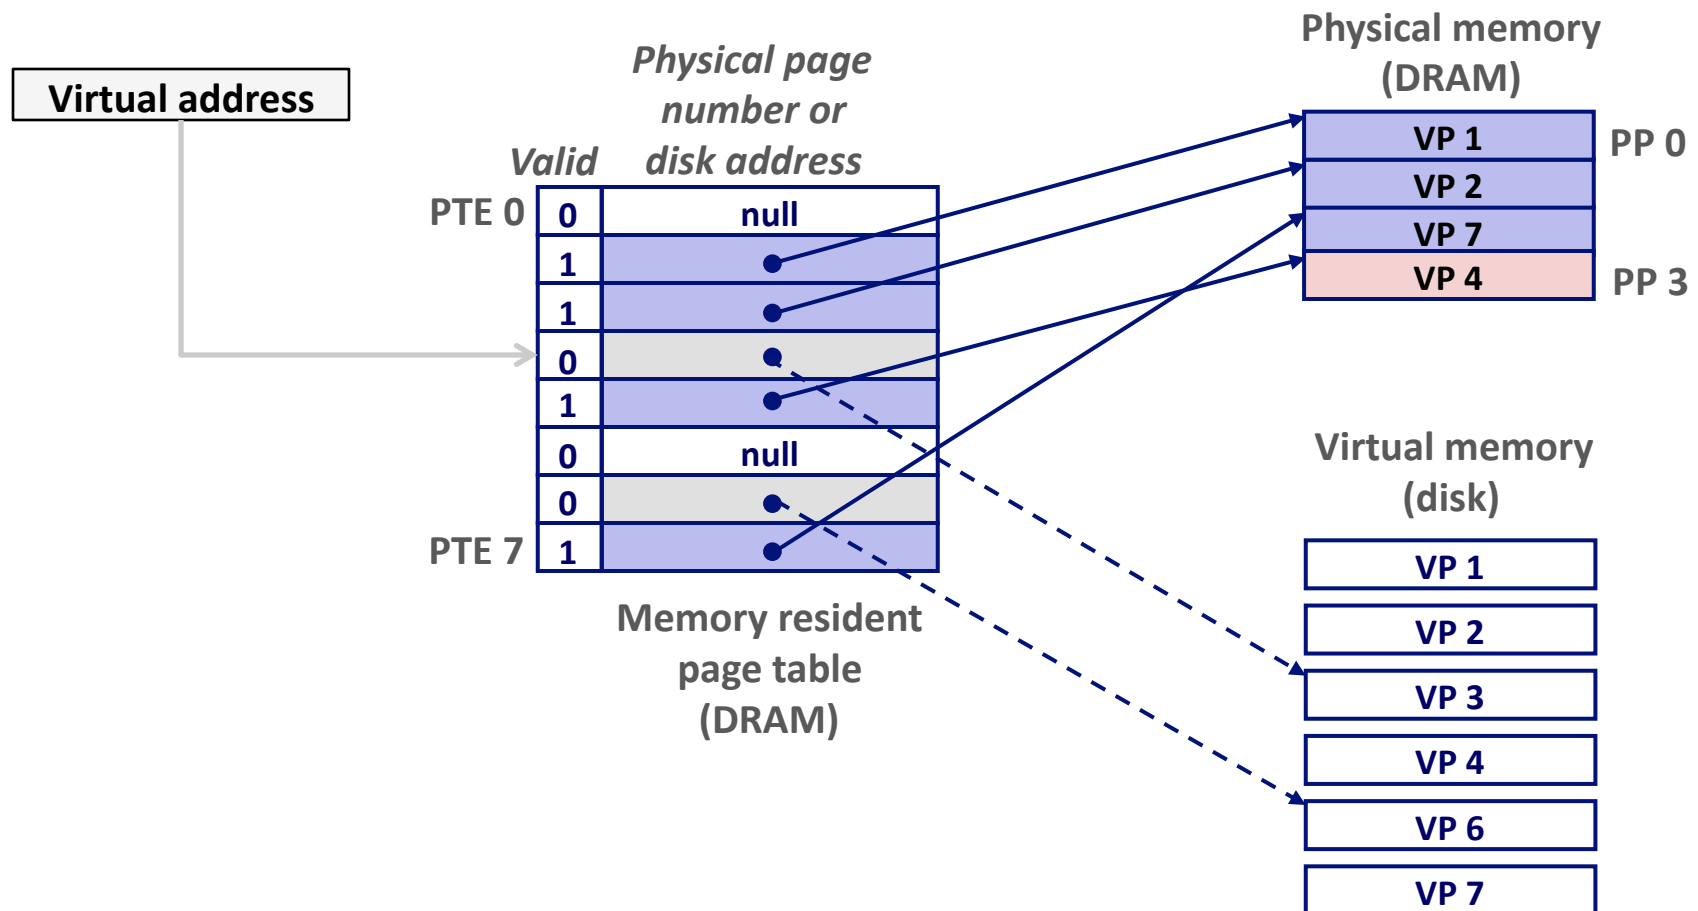 Virtual address
Physical page
number or
disk address
Valid
PTE 0
0
null
1
1
0
1
0
null
0
PTE 7
1
Memory resident
page table
(DRAM)
Physical memory
(DRAM)
VP 1
PP 0
VP 2
VP 7
VP 4
PP 3
Virtual memory
(disk)
VP 1
VP 2
VP 3
VP 4
VP 6
VP 7